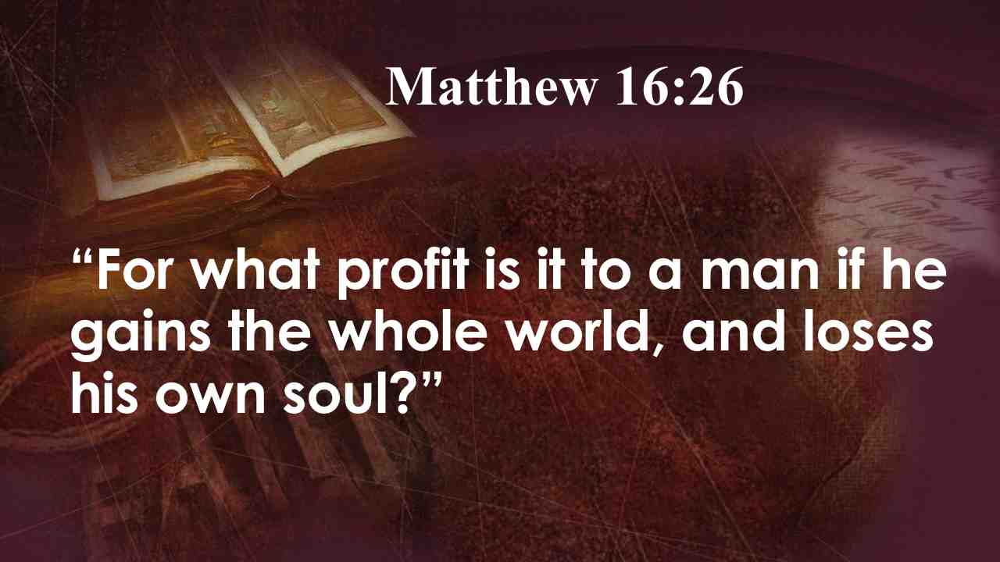 Matthew 16:26
“For what profit is it to a man if he
gains the whole world, and loses
his own soul?”